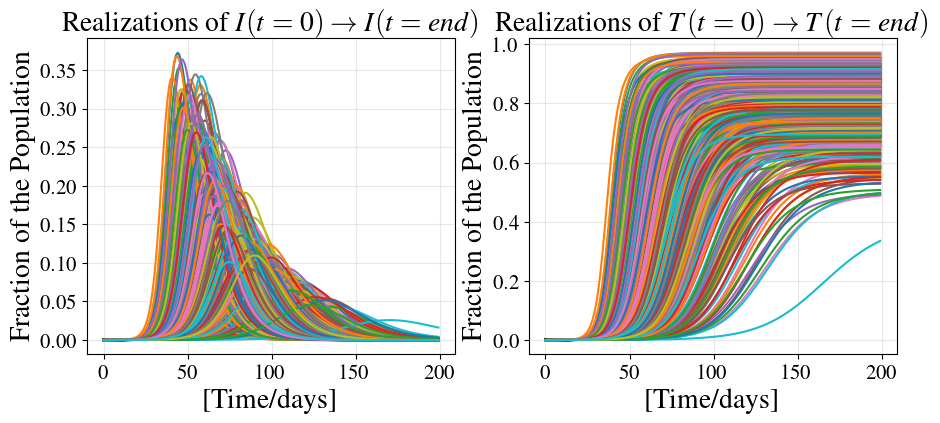 Realizations of I(t = 0) → I(t = end)
Fraction of the Population
0.35
0.30
0.25
0.20
0.15
0.10
0.05
0.00
0 50 100 150 200
[Time/days]
Realizations of T(t = 0) → T(t = end)
Fraction of the Population
1.0
0.8
0.6
0.4
0.2
0.0
0 50 100 150 200
[Time/days]